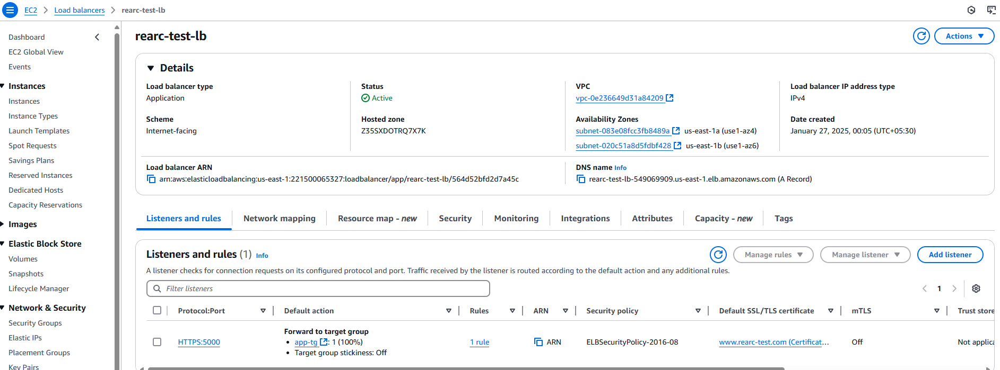 EC2 > Load balancers > rearc-test-lb
Dashboard
EC2 Global View
Events
Instances
Instances
Instance Types
Launch Templates
Spot Requests
Savings Plans
Reserved Instances
Dedicated Hosts
Capacity Reservations
Images
Elastic Block Store
Volumes
Snapshots
Lifecycle Manager
Network & Security
Security Groups
Elastic IPs
Placement Groups
Key Pairs
rearc-test-lb
Actions
Details
Load balancer type
Application
Status
Active
VPC
vpc-0e236649d31a84209
Load balancer IP address type
IPv4
Scheme
Internet-facing
Hosted zone
Z35SXDOTRQ7X7K
Availability Zones
subnet-083e08fcc3fb8489a us-east-1a (use1-az4)
subnet-020c51a8d5fdbf428 us-east-1b (use1-az6)
Date created
January 27, 2025, 00:05 (UTC+05:30)
Load balancer ARN
arn:aws:elasticloadbalancing:us-east-1:221500065327:loadbalancer/app/rearc-test-lb/564d52bfd2d7a45c
DNS name Info
rearc-test-lb-549069909.us-east-1.elb.amazonaws.com (A Record)
Listeners and rules Network mapping Resource map - new Security Monitoring Integrations Attributes Capacity - new Tags
Listeners and rules (1) Info
Manage rules Manage listener Add listener
A listener checks for connection requests on its configured protocol and port. Traffic received by the listener is routed according to the default action and any additional rules.
Filter listeners
1
Protocol:Port Default action Rules ARN Security policy Default SSL/TLS certificate mTLS Trust store
HTTPS:5000
Forward to target group
• app-tg : 1 (100%)
• Target group stickiness: Off
1 rule
ARN
ELBSecurityPolicy-2016-08
www.rearc-test.com (Certificat...
Off
Not applica